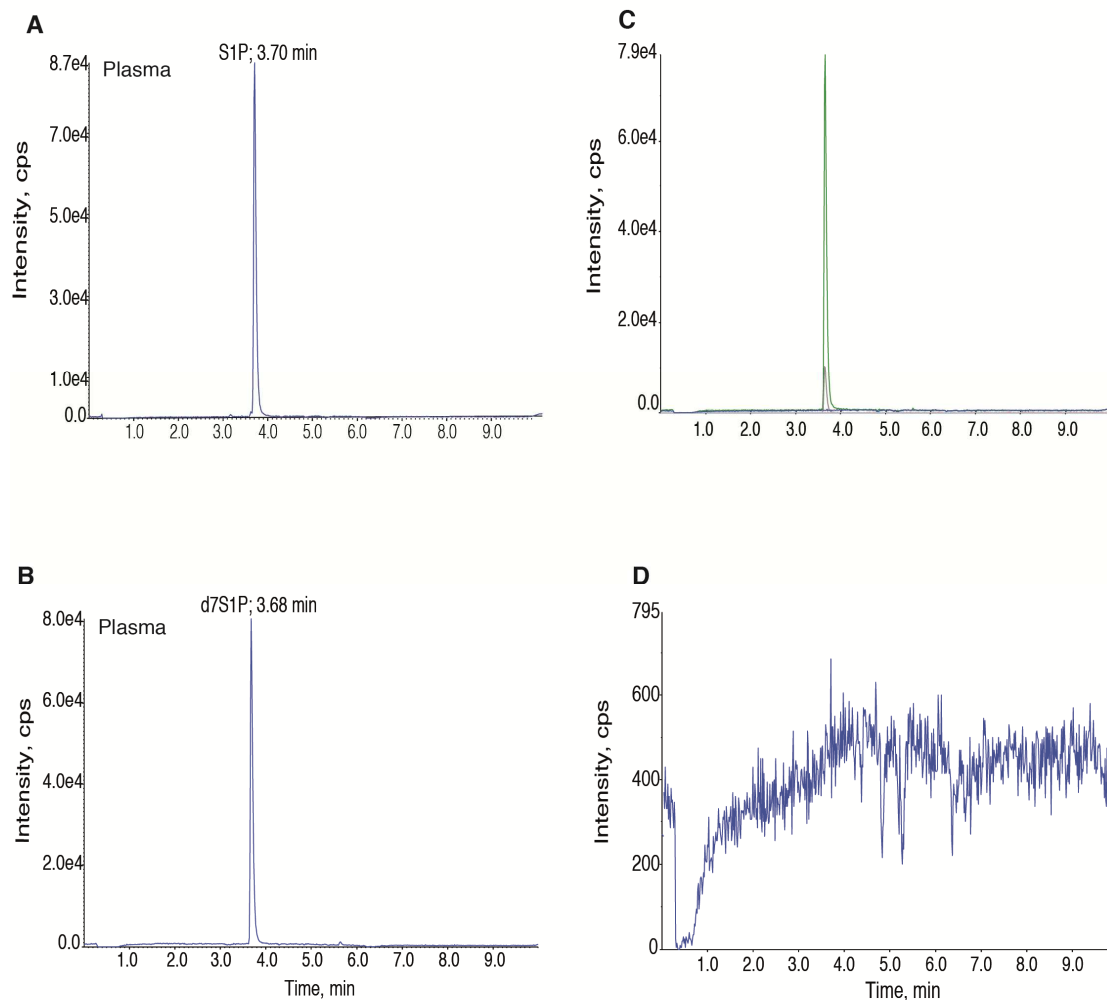 A
S1P; 3.70 min
Plasma
Intensity, cps
8.7e4
7.0e4
5.0e4
3.0e4
1.0e4
0.0
1.0 2.0 3.0 4.0 5.0 6.0 7.0 8.0 9.0
C
Intensity, cps
7.9e4
6.0e4
4.0e4
2.0e4
0.0
1.0 2.0 3.0 4.0 5.0 6.0 7.0 8.0 9.0
B
d7S1P; 3.68 min
Plasma
Intensity, cps
8.0e4
6.0e4
4.0e4
2.0e4
0.0
1.0 2.0 3.0 4.0 5.0 6.0 7.0 8.0 9.0
Time, min
D
Intensity, cps
795
600
400
200
0
1.0 2.0 3.0 4.0 5.0 6.0 7.0 8.0 9.0
Time, min